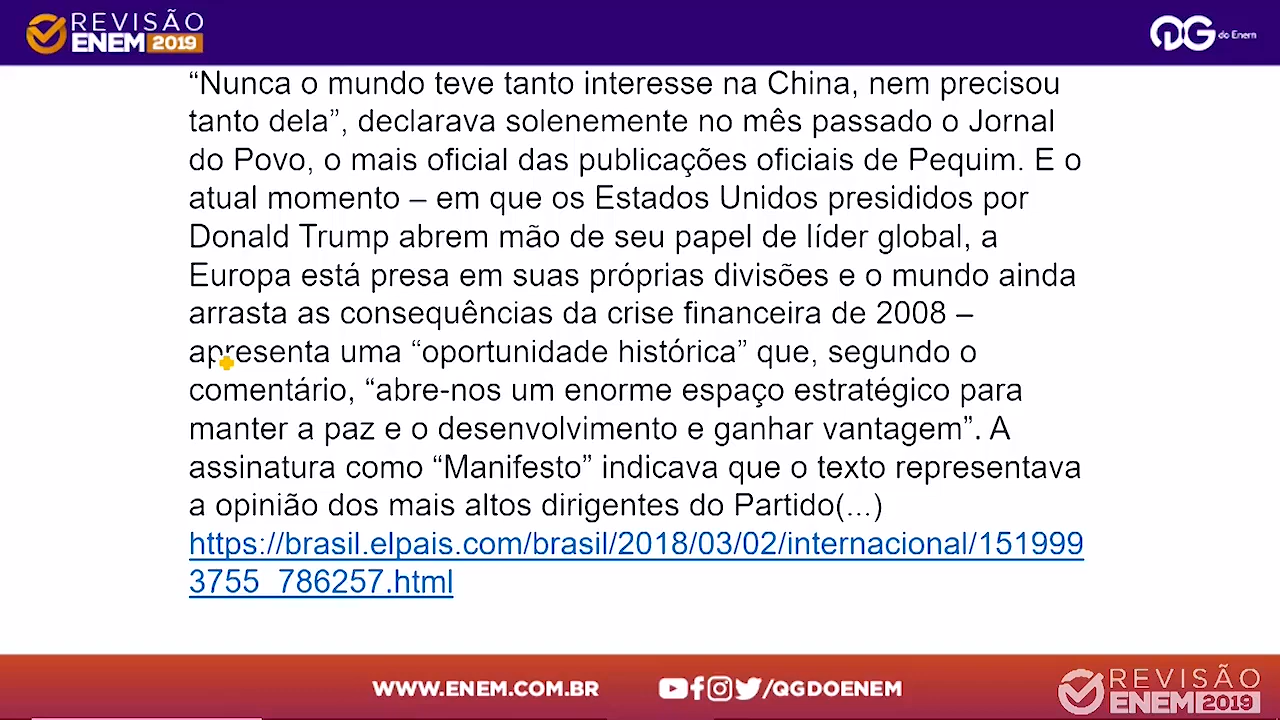 REVISÃO
ENEM 2019
QG do Enem
“Nunca o mundo teve tanto interesse na China, nem precisou
tanto dela”, declarava solenemente no mês passado o Jornal
do Povo, o mais oficial das publicações oficiais de Pequim. E o
atual momento – em que os Estados Unidos presididos por
Donald Trump abrem mão de seu papel de líder global, a
Europa está presa em suas próprias divisões e o mundo ainda
arrasta as consequências da crise financeira de 2008 –
apresenta uma “oportunidade histórica” que, segundo o
comentário, “abre-nos um enorme espaço estratégico para
manter a paz e o desenvolvimento e ganhar vantagem”. A
assinatura como “Manifesto” indicava que o texto representava
a opinião dos mais altos dirigentes do Partido(...)
https://brasil.elpais.com/brasil/2018/03/02/internacional/151999
3755_786257.html
WWW.ENEM.COM.BR
/QGDOENEM
REVISÃO
ENEM 2019